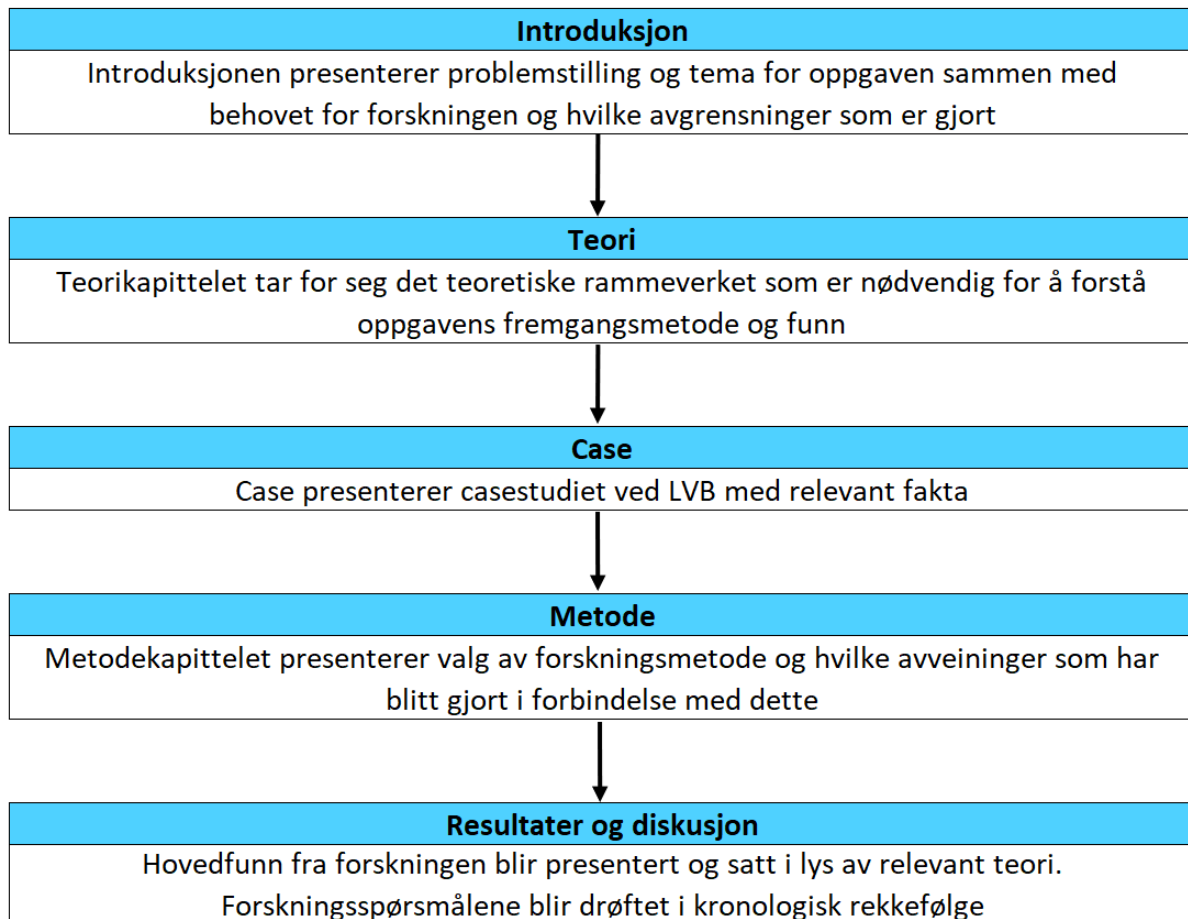 Introduksjon
Introduksjonen presenterer problemstilling og tema for oppgaven sammen med
behovet for forskningen og hvilke avgrensninger som er gjort
Teori
Teorikapittelet tar for seg det teoretiske rammeverket som er nødvendig for å forstå
oppgavens fremgangsmetode og funn
Case
Case presenterer casestudiet ved LVB med relevant fakta
Metode
Metodekapittelet presenterer valg av forskningsmetode og hvilke avveininger som har
blitt gjort i forbindelse med dette
Resultater og diskusjon
Hovedfunn fra forskningen blir presentert og satt i lys av relevant teori.
Forskningsspørsmålene blir drøftet i kronologisk rekkefølge